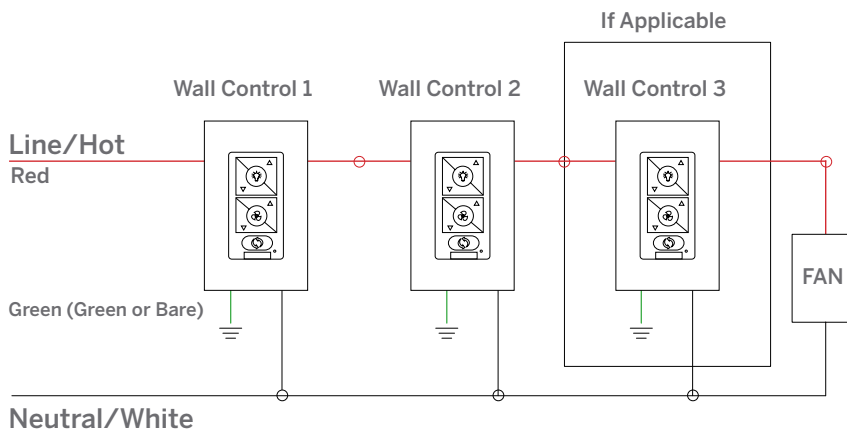 If Applicable
Wall Control 1
Wall Control 2
Wall Control 3
Line/Hot
Red
FAN
Green (Green or Bare)
Neutral/White